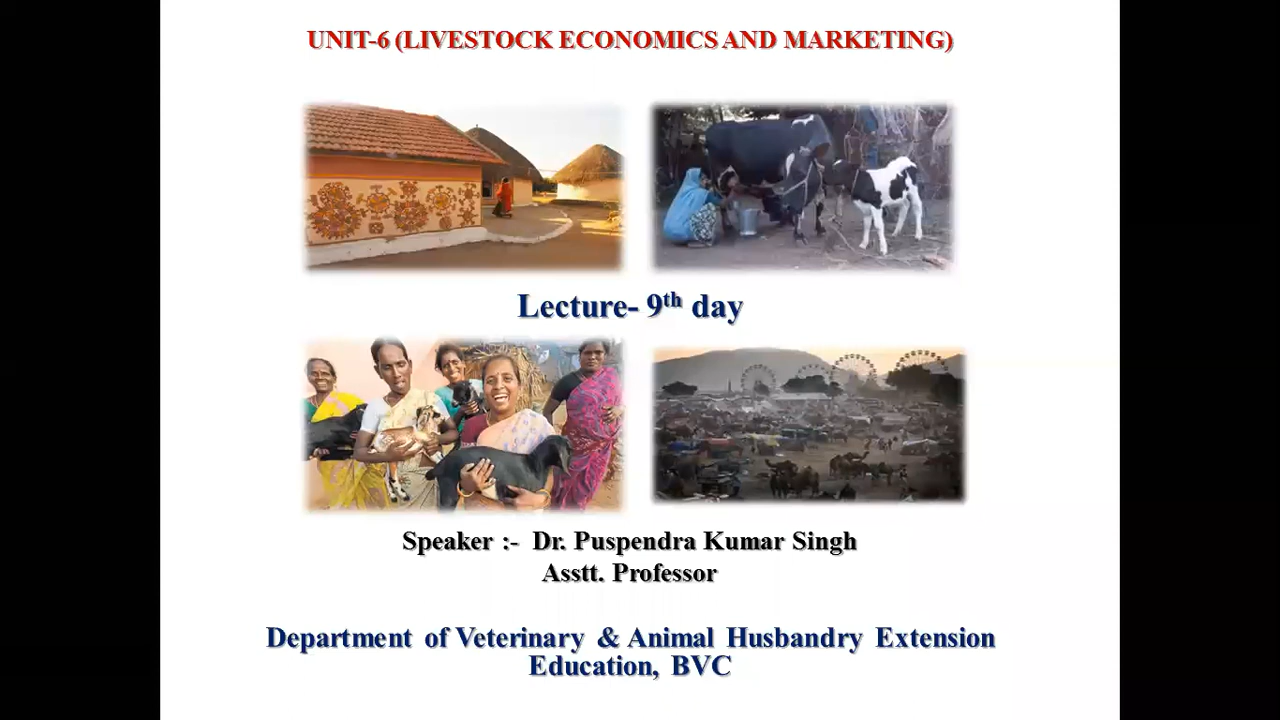 UNIT-6 (LIVESTOCK ECONOMICS AND MARKETING)
Lecture- 9th day
Speaker :- Dr. Puspendra Kumar Singh
Asstt. Professor
Department of Veterinary & Animal Husbandry Extension
Education, BVC